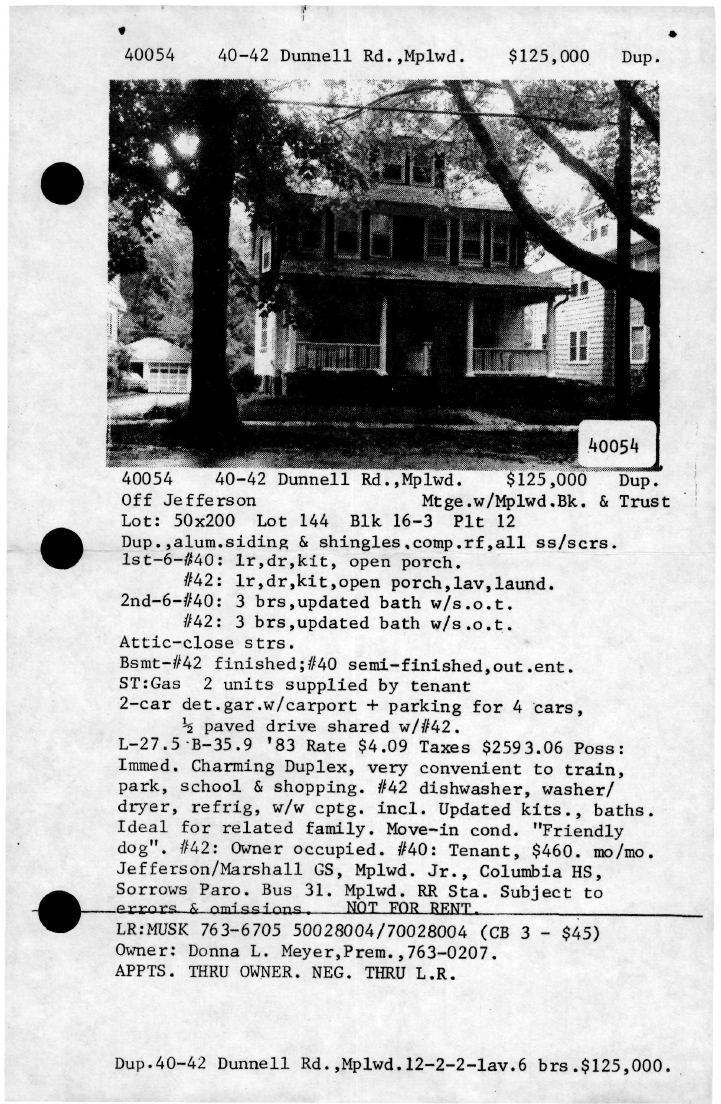 40054 40-42 Dunnell Rd.,Mplwd. $125,000 Dup.
40054
40054 40-42 Dunnell Rd.,Mplwd. $125,000 Dup.
Off Jefferson Mtge.w/Mplwd.Bk. & Trust
Lot: 50x200 Lot 144 Blk 16-3 Plt 12
Dup.,alum.siding & shingles,comp.rf,all ss/scrs.
1st-6-#40: lr,dr,kit, open porch.
#42: lr,dr,kit,open porch,lav,laund.
2nd-6-#40: 3 brs,updated bath w/s.o.t.
#42: 3 brs,updated bath w/s.o.t.
Attic-close strs.
Bsmt-#42 finished;#40 semi-finished,out.ent.
ST:Gas 2 units supplied by tenant
2-car det.gar.w/carport + parking for 4 cars,
½ paved drive shared w/#42.
L-27.5 B-35.9 '83 Rate $4.09 Taxes $2593.06 Poss:
Immed. Charming Duplex, very convenient to train,
park, school & shopping. #42 dishwasher, washer/
dryer, refrig, w/w cptg. incl. Updated kits., baths.
Ideal for related family. Move-in cond. "Friendly
dog". #42: Owner occupied. #40: Tenant, $460. mo/mo.
Jefferson/Marshall GS, Mplwd. Jr., Columbia HS,
Sorrows Paro. Bus 31. Mplwd. RR Sta. Subject to
errors & omissions. NOT FOR RENT.
LR:MUSK 763-6705 50028004/70028004 (CB 3 - $45)
Owner: Donna L. Meyer,Prem.,763-0207.
APPTS. THRU OWNER. NEG. THRU L.R.
Dup.40-42 Dunnell Rd.,Mplwd.12-2-2-lav.6 brs.$125,000.